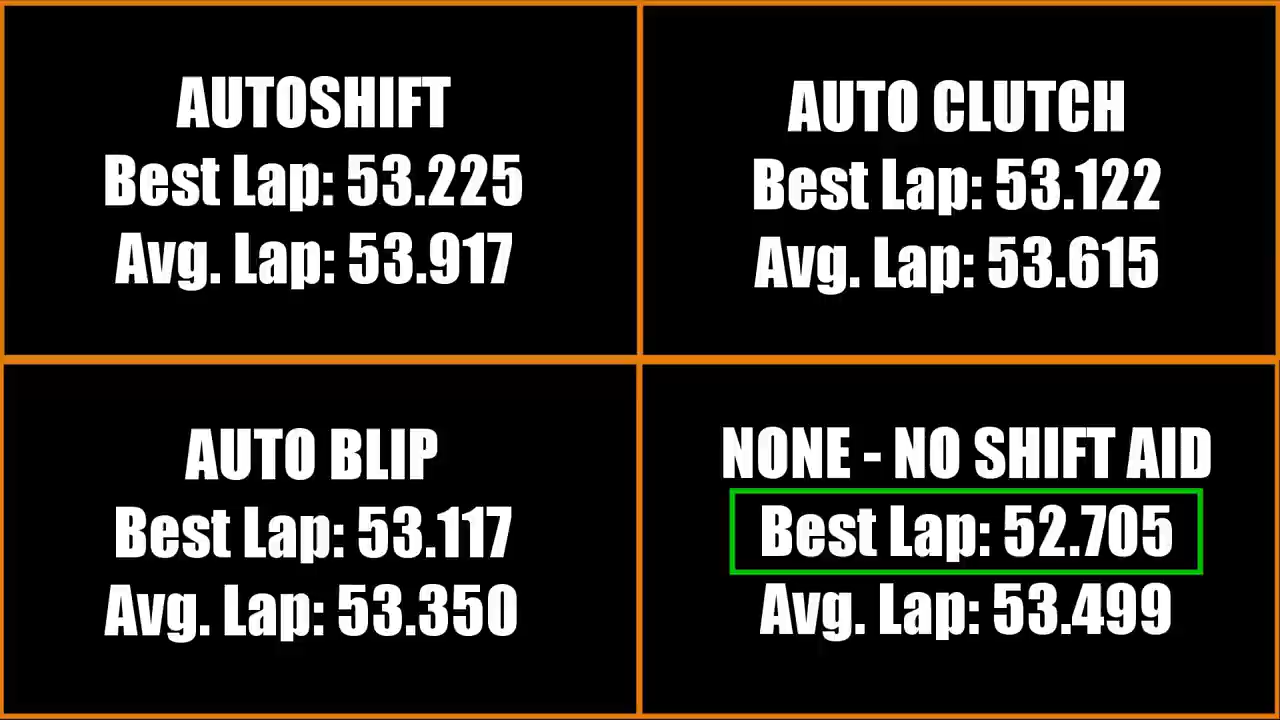 AUTOSHIFT
Best Lap: 53.225
Avg. Lap: 53.917
AUTO CLUTCH
Best Lap: 53.122
Avg. Lap: 53.615
AUTO BLIP
Best Lap: 53.117
Avg. Lap: 53.350
NONE - NO SHIFT AID
Best Lap: 52.705
Avg. Lap: 53.499